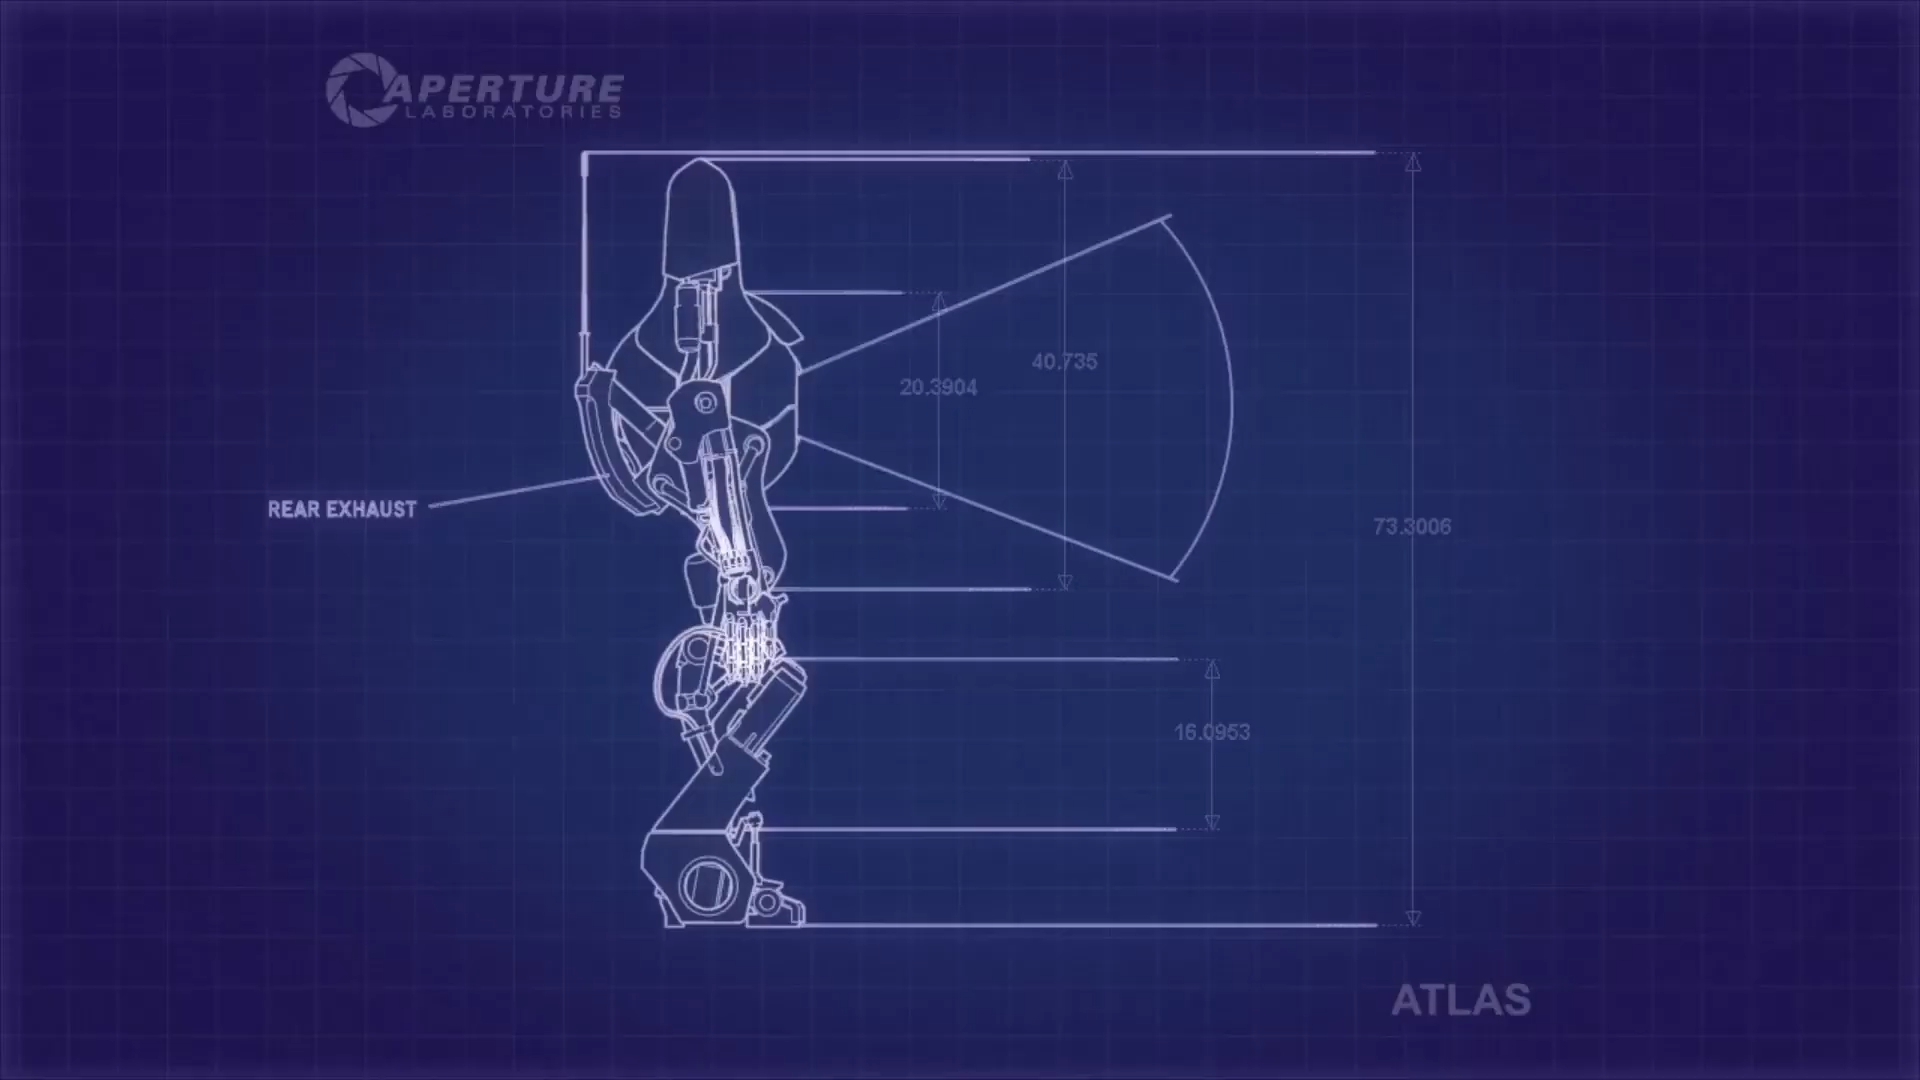 APERTURE
LABORATORIES
40.735
20.3904
REAR EXHAUST
73.3006
16.0953
ATLAS